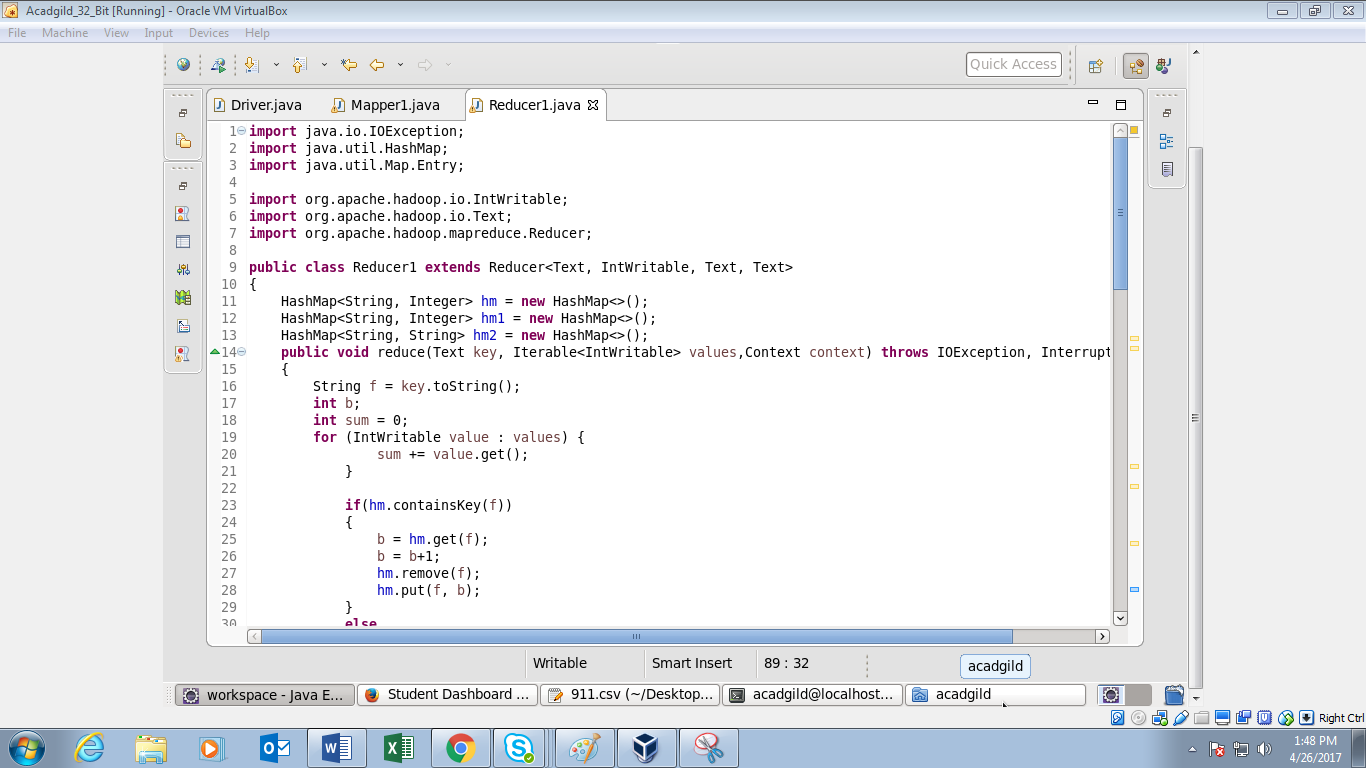 Acadgild_32_Bit [Running] - Oracle VM VirtualBox
File Machine View Input Devices Help
Quick Access
Driver.java Mapper1.java Reducer1.java
1 import java.io.IOException;
2 import java.util.HashMap;
3 import java.util.Map.Entry;
4
5 import org.apache.hadoop.io.IntWritable;
6 import org.apache.hadoop.io.Text;
7 import org.apache.hadoop.mapreduce.Reducer;
8
9 public class Reducer1 extends Reducer<Text, IntWritable, Text, Text>
10 {
11 HashMap<String, Integer> hm = new HashMap<>();
12 HashMap<String, Integer> hm1 = new HashMap<>();
13 HashMap<String, String> hm2 = new HashMap<>();
14 public void reduce(Text key, Iterable<IntWritable> values,Context context) throws IOException, Interrupt
15 {
16 String f = key.toString();
17 int b;
18 int sum = 0;
19 for (IntWritable value : values) {
20 sum += value.get();
21 }
22
23 if(hm.containsKey(f))
24 {
25 b = hm.get(f);
26 b = b+1;
27 hm.remove(f);
28 hm.put(f, b);
29 }
30 else
Writable Smart Insert 89 : 32
acadgild
workspace - Java E... Student Dashboard ... 911.csv (~/Desktop... acadgild@localhost... acadgild
Right Ctrl
1:48 PM
4/26/2017